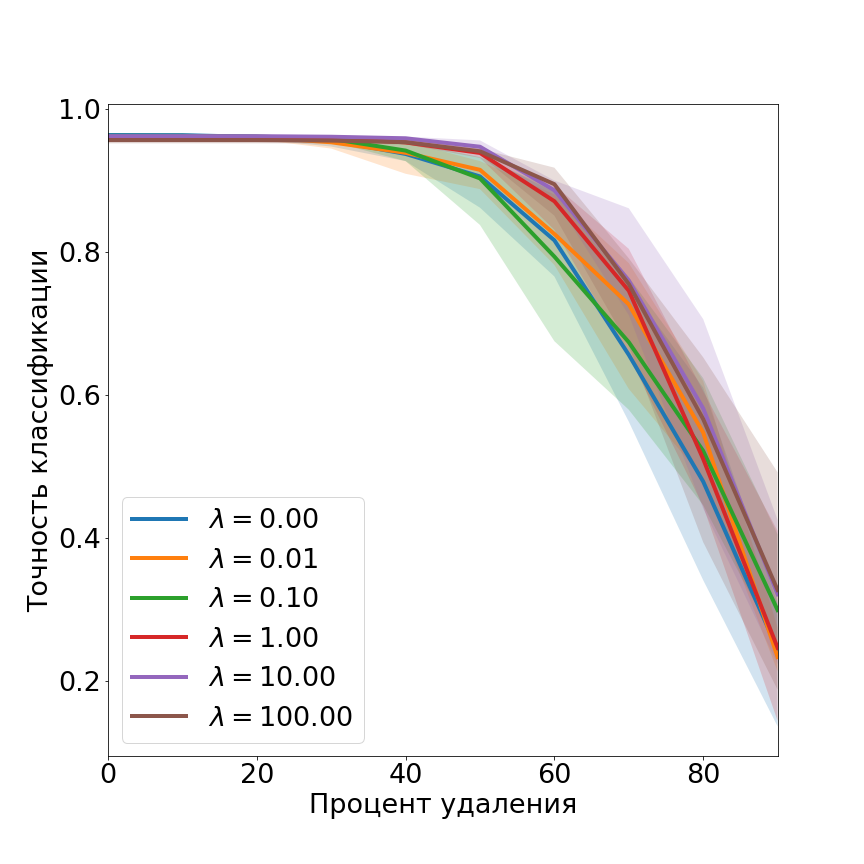 1.0
0.8
0.6
0.4
0.2
Точность классификации
λ = 0.00
λ = 0.01
λ = 0.10
λ = 1.00
λ = 10.00
λ = 100.00
0 20 40 60 80
Процент удаления